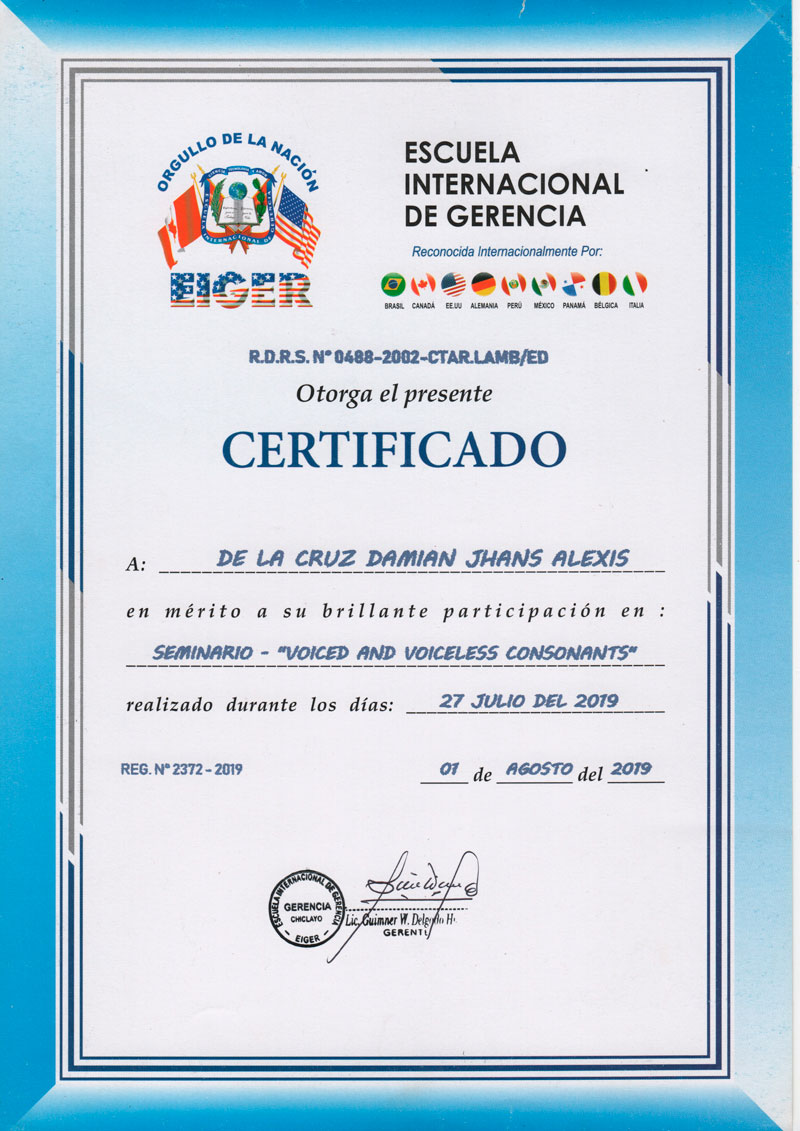 ORGULLO DE LA NACIÓN
EIGER
ESCUELA
INTERNACIONAL
DE GERENCIA
Reconocida Internacionalmente Por:
BRASIL CANADÁ EE.UU ALEMANIA PERÚ MÉXICO PANAMÁ BÉLGICA ITALIA
R.D.R.S. Nº 0488-2002-CTAR.LAMB/ED
Otorga el presente
CERTIFICADO
A: DE LA CRUZ DAMIAN JHANS ALEXIS
en mérito a su brillante participación en :
SEMINARIO - "VOICED AND VOICELESS CONSONANTS"
realizado durante los días: 27 JULIO DEL 2019
REG. Nº 2372 - 2019
01 de AGOSTO del 2019
ESCUELA INTERNACIONAL DE GERENCIA
GERENCIA
CHICLAYO
- EIGER -
Lic. Guimner W. Delgado H.
GERENTE